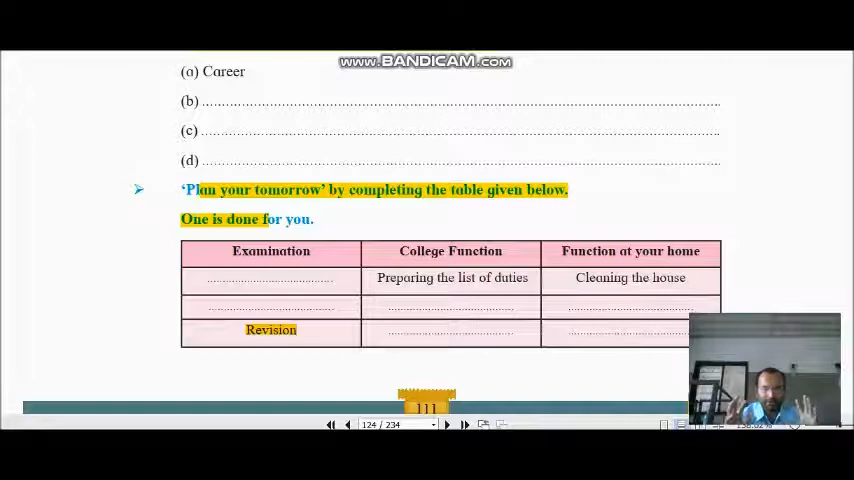 www.BANDICAM.com
(a) Career
(b) ................................................................
(c) ................................................................
(d) ................................................................
➢ 'Plan your tomorrow' by completing the table given below.
One is done for you.
Examination College Function Function at your home
................................ Preparing the list of duties Cleaning the house
................................ ................................ ................................
Revision ................................ ................................
111
124 / 234